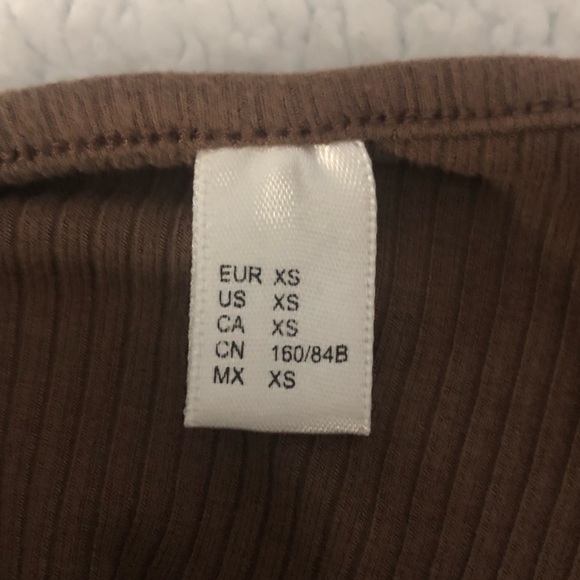 EUR XS
US XS
CA XS
CN 160/84B
MX XS